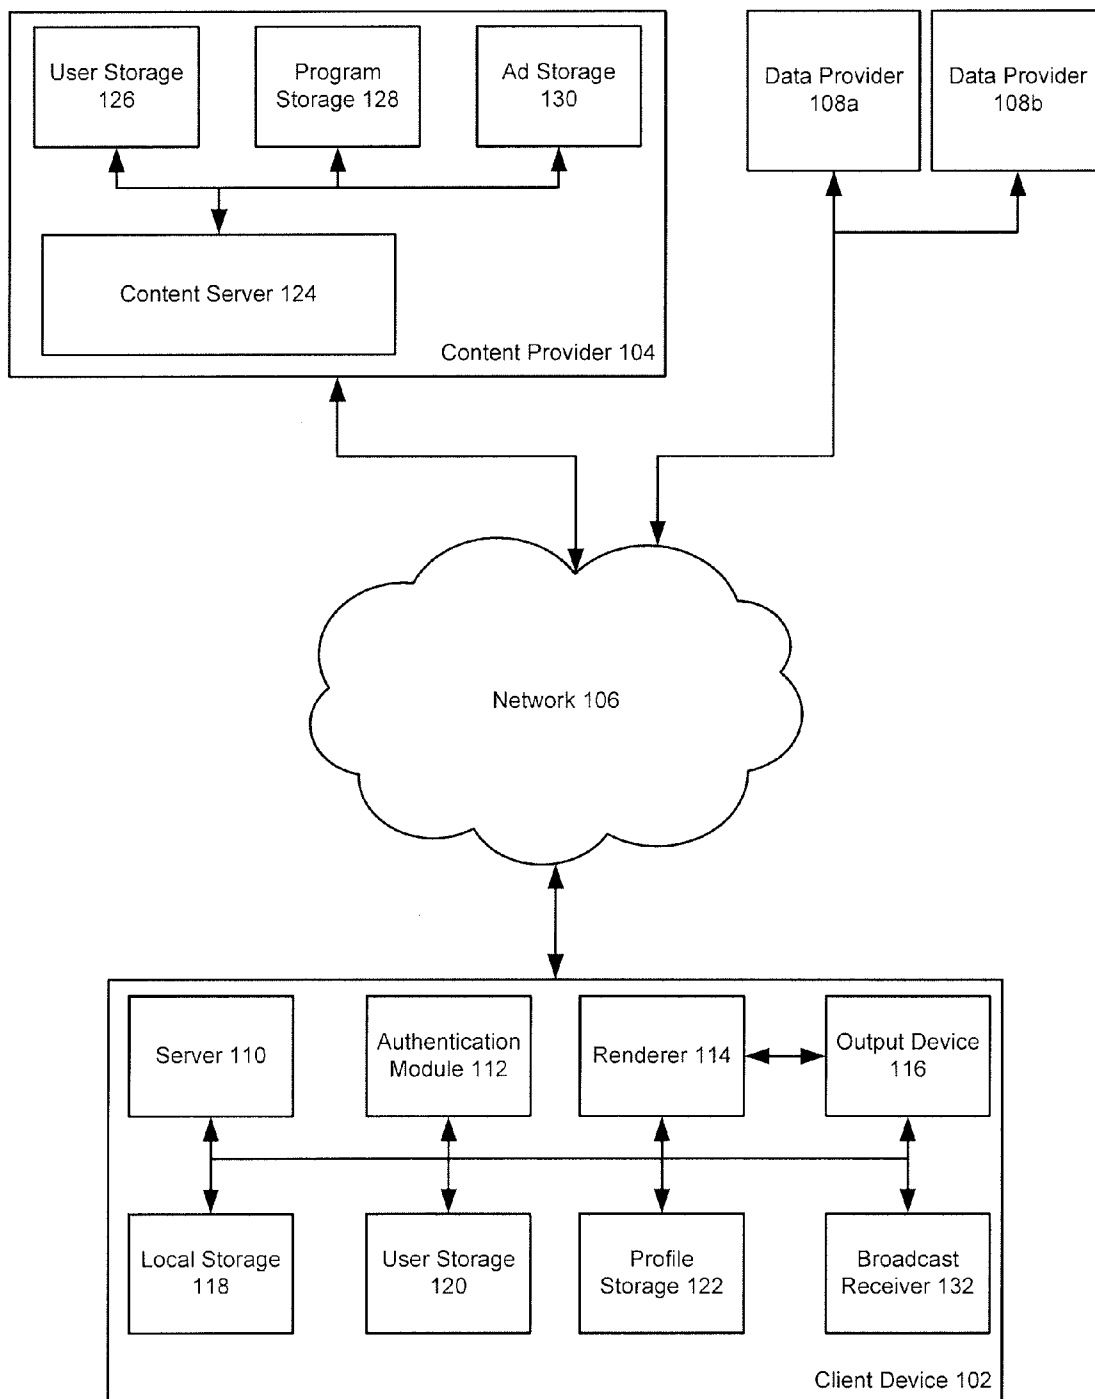 User Storage
126
Program
Storage 128
Ad Storage
130
Data Provider
108a
Data Provider
108b
Content Server 124
Content Provider 104
Network 106
Server 110
Authentication
Module 112
Renderer 114
Output Device
116
Local Storage
118
User Storage
120
Profile
Storage 122
Broadcast
Receiver 132
Client Device 102